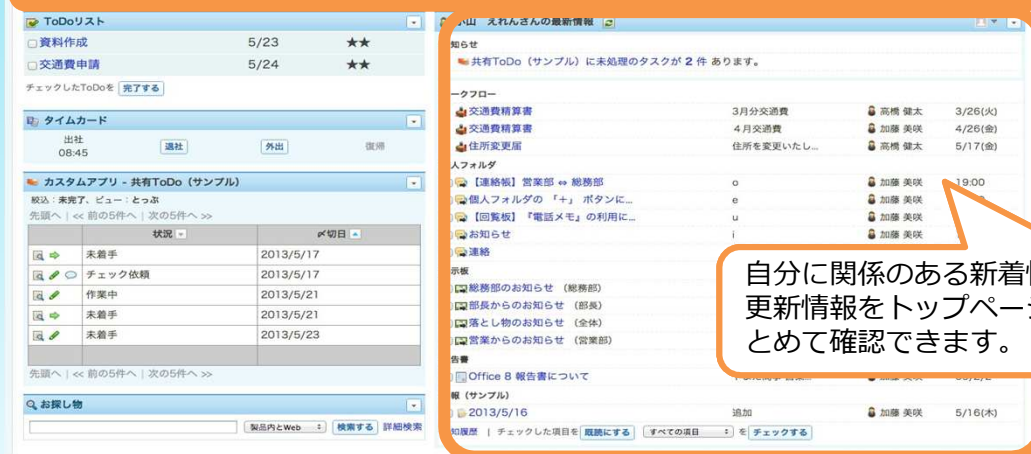 ToDoリスト
資料作成 5/23 ★★
交通費申請 5/24 ★★
チェックしたToDoを 完了する
タイムカード
出社 退社 外出 復帰
08:45
カスタムアプリ - 共有ToDo（サンプル）
絞込：未完了、ビュー：とっぷ
先頭へ | << 前の5件へ | 次の5件へ >>
状況 〆切日
未着手 2013/5/17
チェック依頼 2013/5/17
作業中 2013/5/21
未着手 2013/5/21
未着手 2013/5/23
先頭へ | << 前の5件へ | 次の5件へ >>
お探し物
製品内とWeb 検索する 詳細検索
山 えれんさんの最新情報
知らせ
共有ToDo（サンプル）に未処理のタスクが 2 件 あります。
ークフロー
交通費精算書 3月分交通費 高橋 健太 3/26(火)
交通費精算書 4月交通費 加藤 美咲 4/26(金)
住所変更届 住所を変更いたし... 高橋 健太 5/17(金)
人フォルダ
【連絡帳】営業部 ⇔ 総務部 o 加藤 美咲 19:00
個人フォルダの 「+」 ボタンに... e 加藤 美咲
【回覧板】『電話メモ』の利用に... u 加藤 美咲
お知らせ i 加藤 美咲
連絡
示板
総務部のお知らせ （総務部）
部長からのお知らせ （部長）
落とし物のお知らせ （全体）
営業からのお知らせ （営業部）
告書
Office 8 報告書について
報（サンプル）
2013/5/16 追加 加藤 美咲 5/16(木)
知履歴 | チェックした項目を 既読にする すべての項目 を チェックする
自分に関係のある新着
更新情報をトップペー
とめて確認できます。